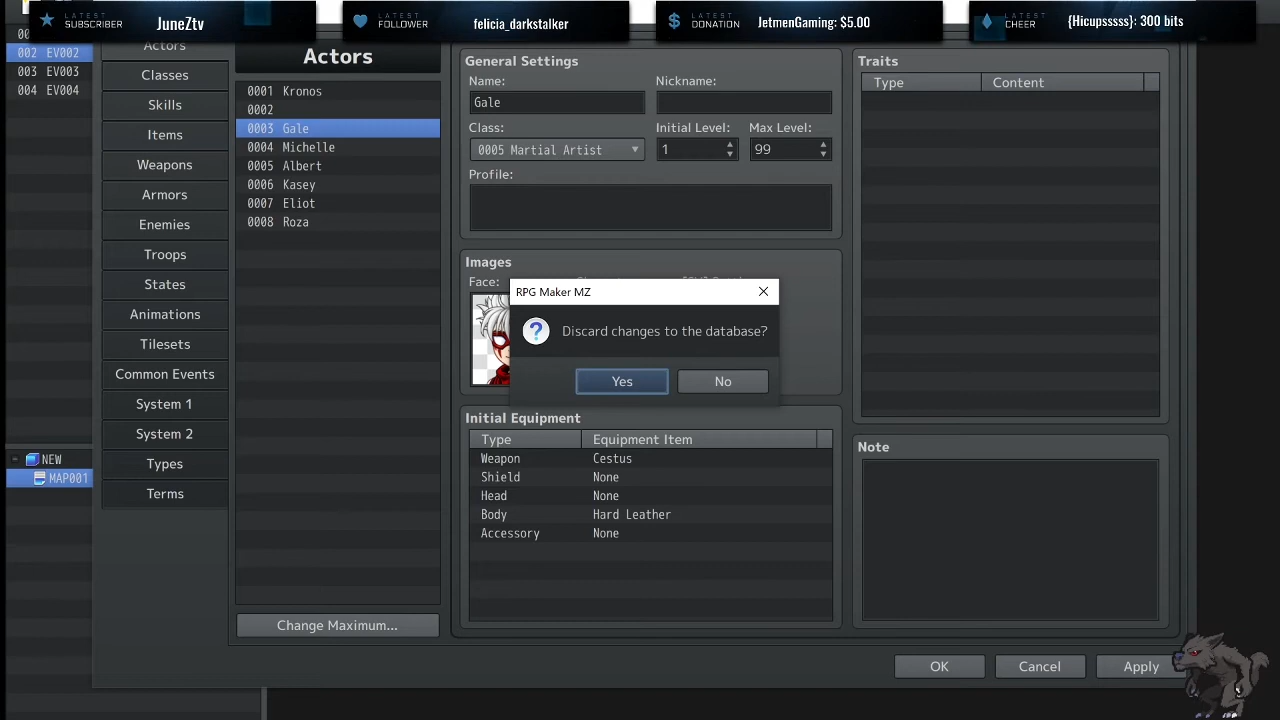 LATEST SUBSCRIBER JuneZtv
LATEST FOLLOWER felicia_darkstalker
LATEST DONATION JetmenGaming: $5.00
LATEST CHEER {Hicupsssss}: 300 bits
002 EV002
003 EV003
004 EV004
NEW
MAP001
Actors
Classes
Skills
Items
Weapons
Armors
Enemies
Troops
States
Animations
Tilesets
Common Events
System 1
System 2
Types
Terms
Actors
0001 Kronos
0002
0003 Gale
0004 Michelle
0005 Albert
0006 Kasey
0007 Eliot
0008 Roza
Change Maximum...
General Settings
Name: Nickname:
Gale
Class: Initial Level: Max Level:
0005 Martial Artist 1 99
Profile:
Images
Face:
RPG Maker MZ
Discard changes to the database?
Yes No
Initial Equipment
Type Equipment Item
Weapon Cestus
Shield None
Head None
Body Hard Leather
Accessory None
Traits
Type Content
Note
OK Cancel Apply